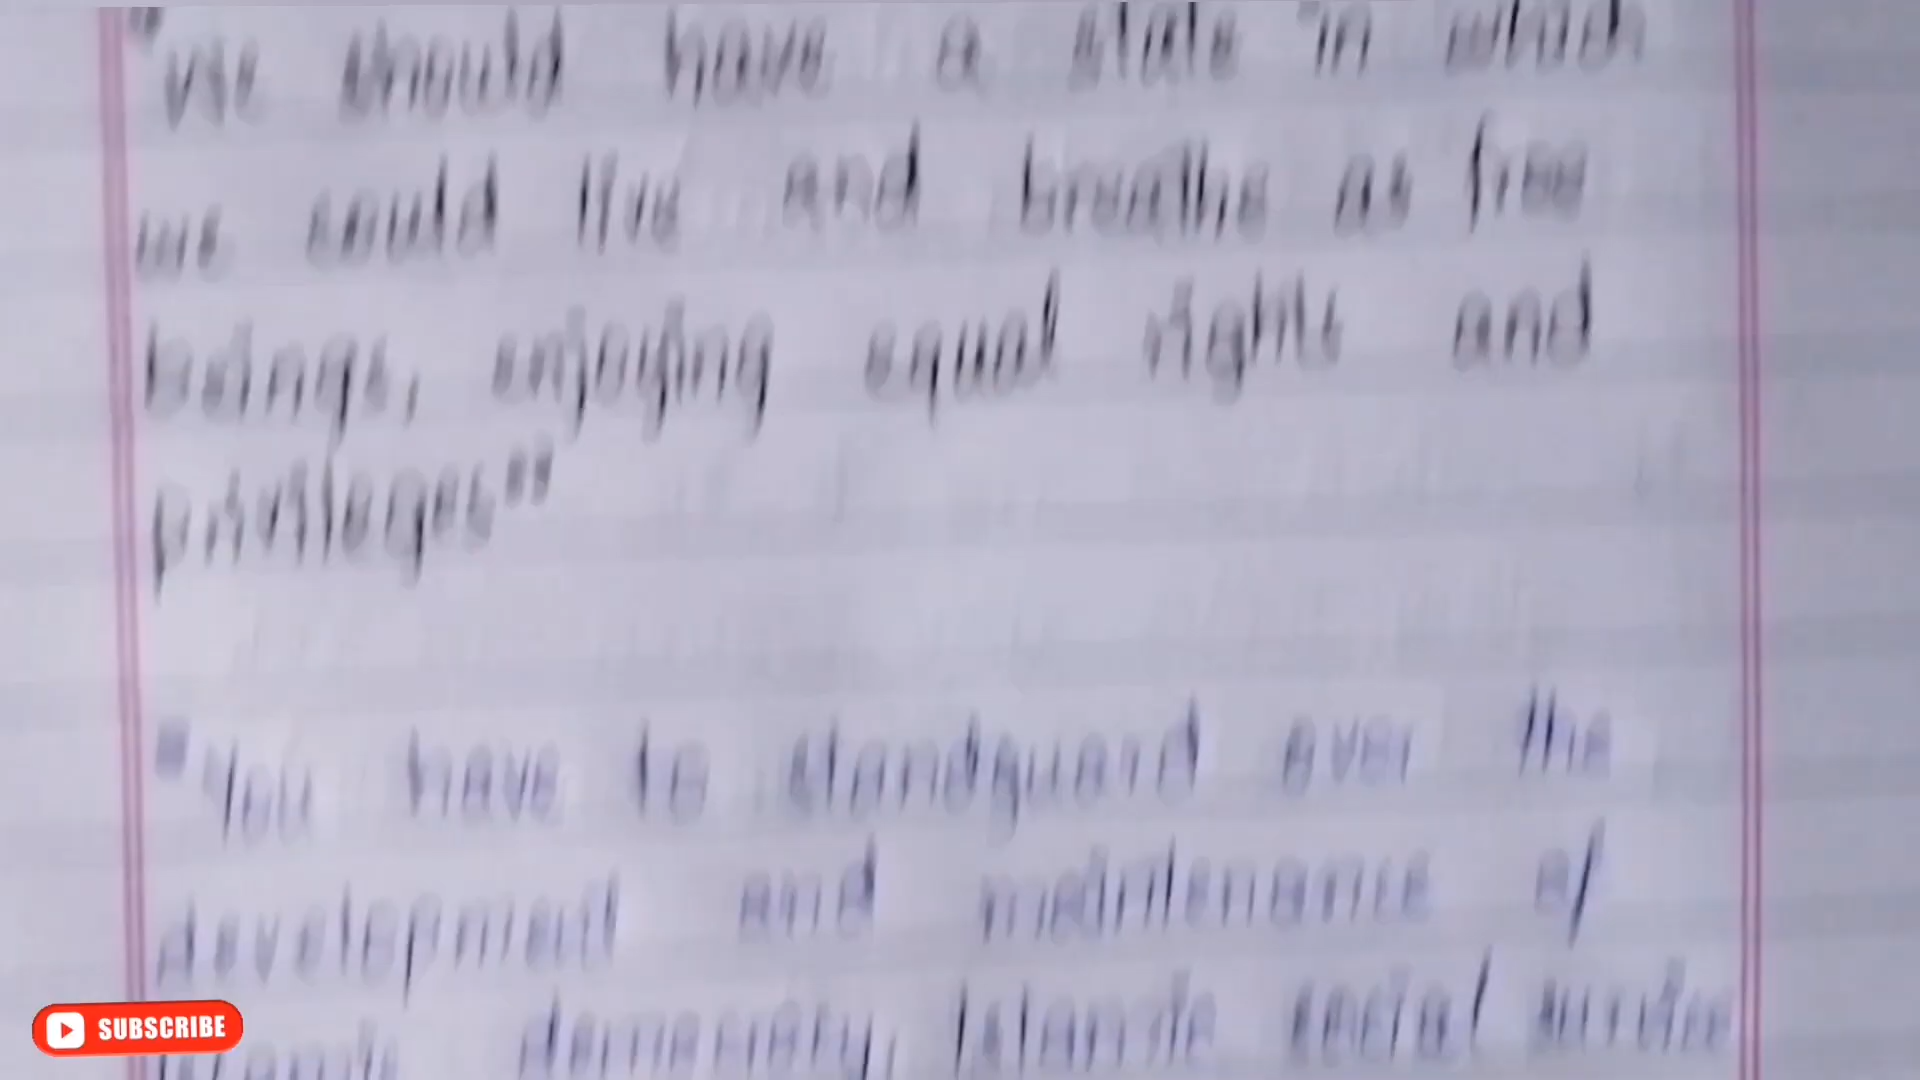 "We should have a state in which
we could live and breathe as free
beings, enjoying equal rights and
privileges"
"You have to standguard over the
development and maintenance of
democracy, Islamic social
SUBSCRIBE